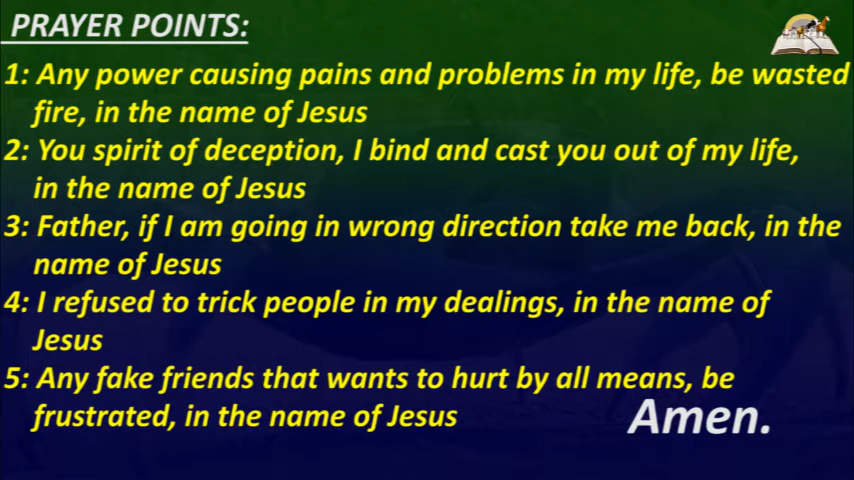 PRAYER POINTS:
1: Any power causing pains and problems in my life, be wasted
fire, in the name of Jesus
2: You spirit of deception, I bind and cast you out of my life,
in the name of Jesus
3: Father, if I am going in wrong direction take me back, in the
name of Jesus
4: I refused to trick people in my dealings, in the name of
Jesus
5: Any fake friends that wants to hurt by all means, be
frustrated, in the name of Jesus
Amen.